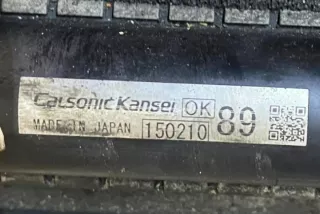 CalsonicKansei OK 89
MADE IN JAPAN 150210